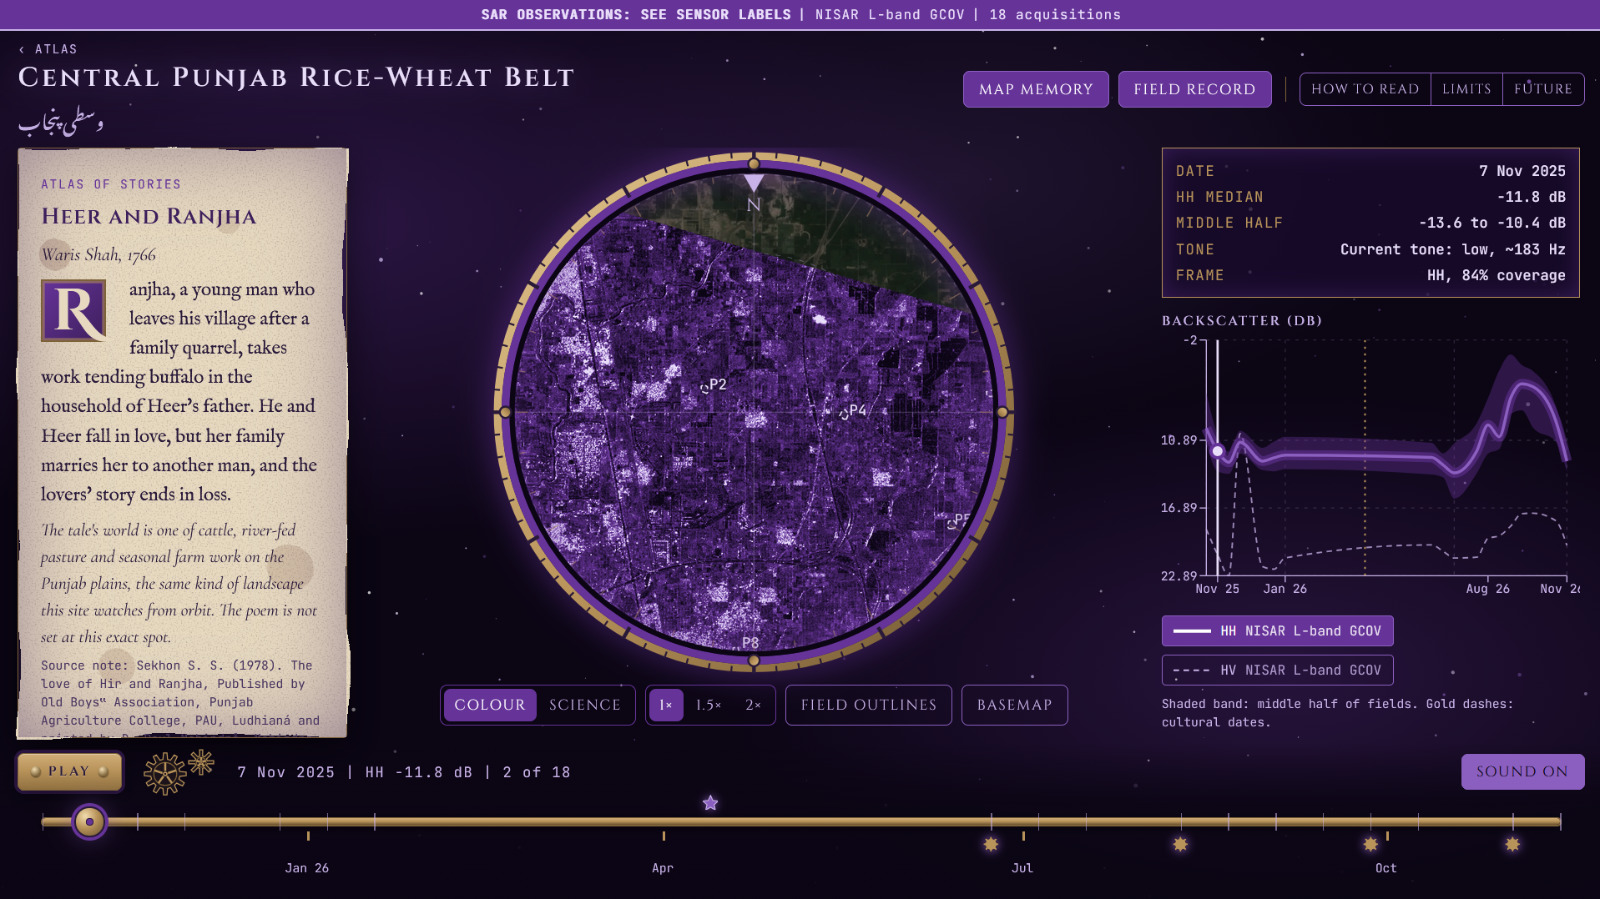 SAR OBSERVATIONS: SEE SENSOR LABELS | NISAR L-band GCOV | 18 acquisitions
‹ ATLAS
Central Punjab Rice-Wheat Belt
وسطی پنجاب
MAP MEMORY
FIELD RECORD
HOW TO READ
LIMITS
FUTURE
ATLAS OF STORIES
Heer and Ranjha
Waris Shah, 1766
Ranjha, a young man who
leaves his village after a
family quarrel, takes
work tending buffalo in the
household of Heer's father. He and
Heer fall in love, but her family
marries her to another man, and the
lovers' story ends in loss.
The tale's world is one of cattle, river-fed
pasture and seasonal farm work on the
Punjab plains, the same kind of landscape
this site watches from orbit. The poem is not
set at this exact spot.
Source note: Sekhon S. S. (1978). The
love of Hir and Ranjha, Published by
Old Boys" Association, Punjab
Agriculture College, PAU, Ludhiana and
N
P2
P4
P8
COLOUR
SCIENCE
1×
1.5×
2×
FIELD OUTLINES
BASEMAP
DATE 7 Nov 2025
HH MEDIAN -11.8 dB
MIDDLE HALF -13.6 to -10.4 dB
TONE Current tone: low, ~183 Hz
FRAME HH, 84% coverage
BACKSCATTER (DB)
-2
10.89
16.89
22.89
Nov 25
Jan 26
Aug 26
Nov 26
HH NISAR L-band GCOV
HV NISAR L-band GCOV
Shaded band: middle half of fields. Gold dashes:
cultural dates.
PLAY
7 Nov 2025 | HH -11.8 dB | 2 of 18
SOUND ON
Jan 26
Apr
Jul
Oct